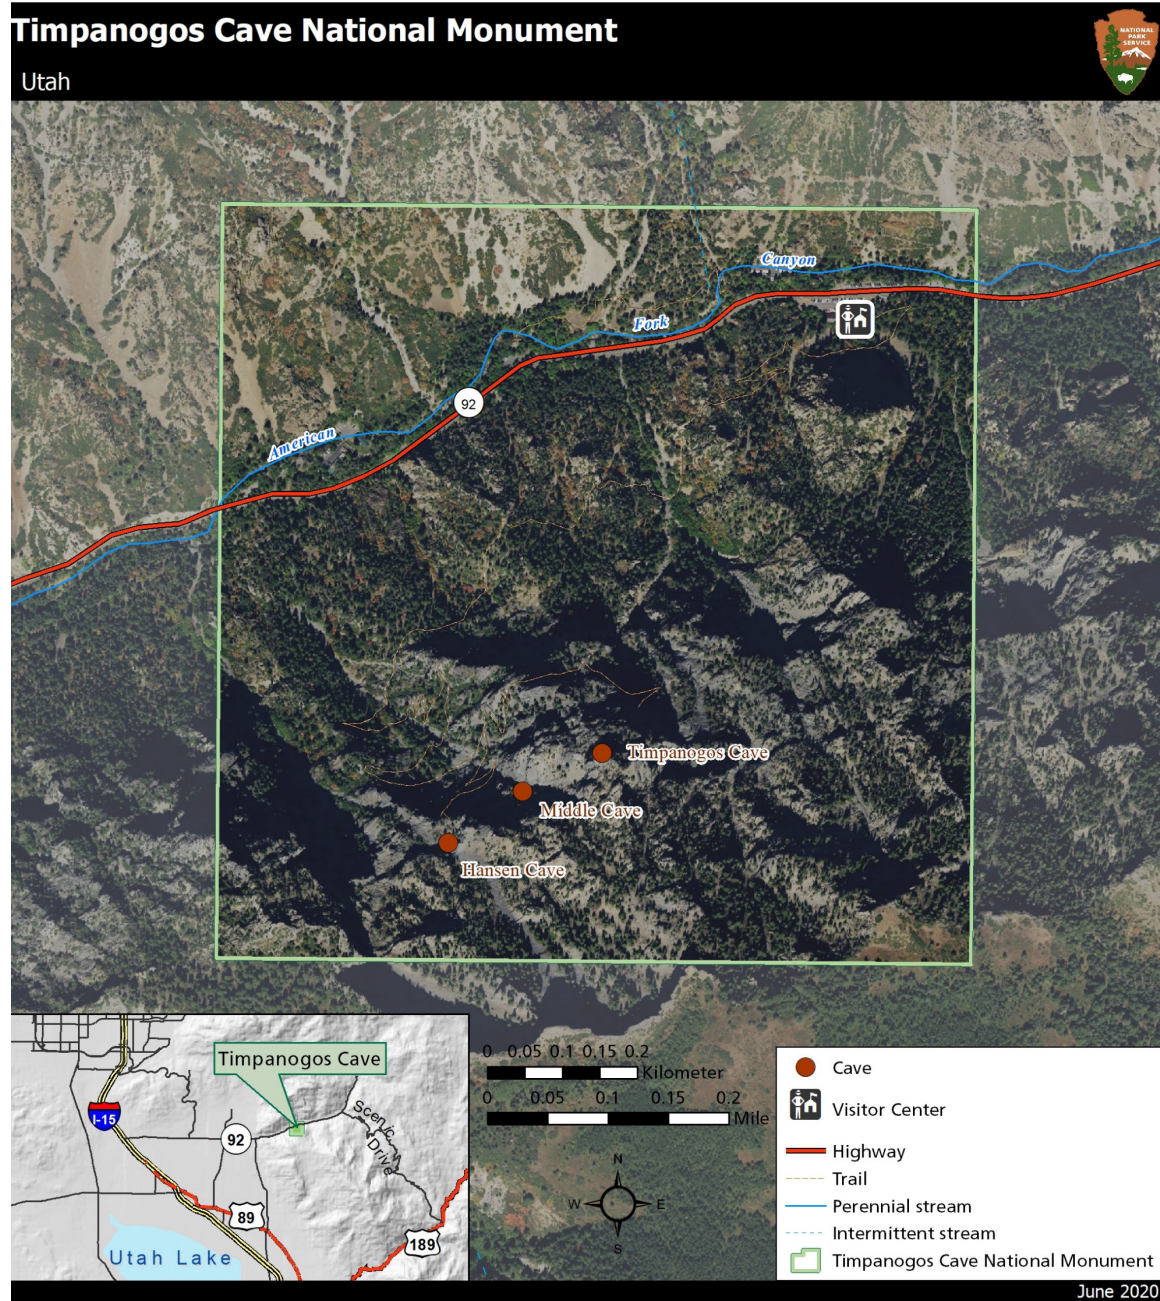 Timpanogos Cave National Monument
Utah
NATIONAL
PARK
SERVICE
Canyon
Fork
92
American
Timpanogos Cave
Middle Cave
Hansen Cave
Timpanogos Cave
Scenic
Drive
I-15
92
89
189
Utah Lake
0 0.05 0.1 0.15 0.2
Kilometer
0 0.05 0.1 0.15 0.2
Mile
N
W E
S
Cave
Visitor Center
Highway
Trail
Perennial stream
Intermittent stream
Timpanogos Cave National Monument
June 2020